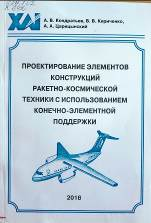 ХАІ
А. В. Кондратьев, В. В. Кириченко,
А. А. Царицынский
ПРОЕКТИРОВАНИЕ ЭЛЕМЕНТОВ
КОНСТРУКЦИЙ
РАКЕТНО-КОСМИЧЕСКОЙ
ТЕХНИКИ С ИСПОЛЬЗОВАНИЕМ
КОНЕЧНО-ЭЛЕМЕНТНОЙ
ПОДДЕРЖКИ
2018